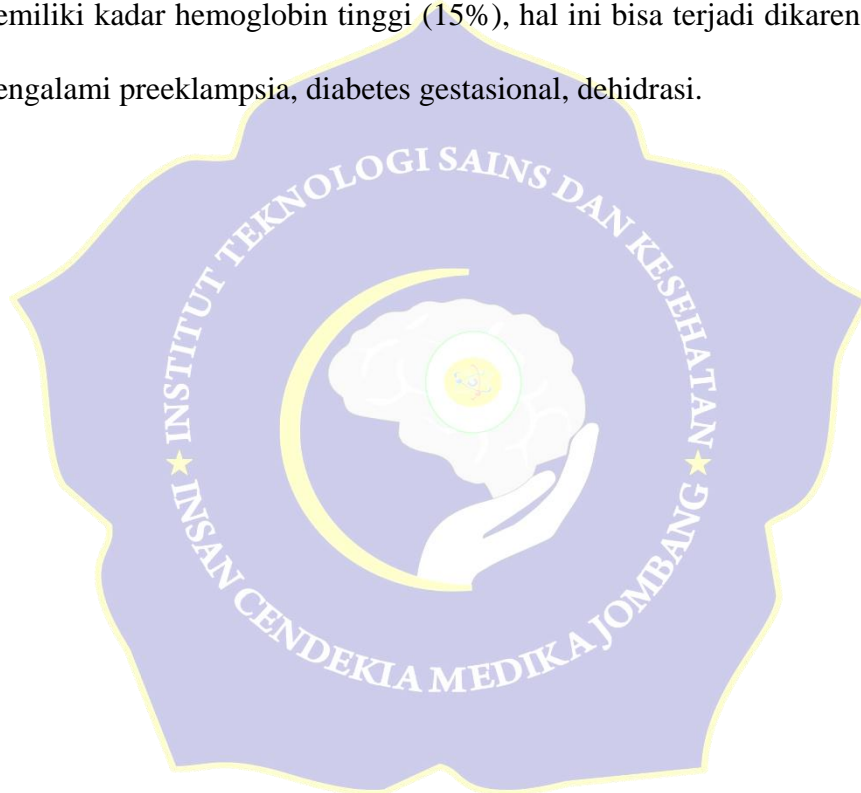 emiliki kadar hemoglobin tinggi (15%), hal ini bisa terjadi dikaren
engalami preeklampsia, diabetes gestasional, dehidrasi.
INSTITUT TEKNOLOGI SAINS DAN KESEHATAN
INSAN CENDEKIA MEDIKA JOMBANG